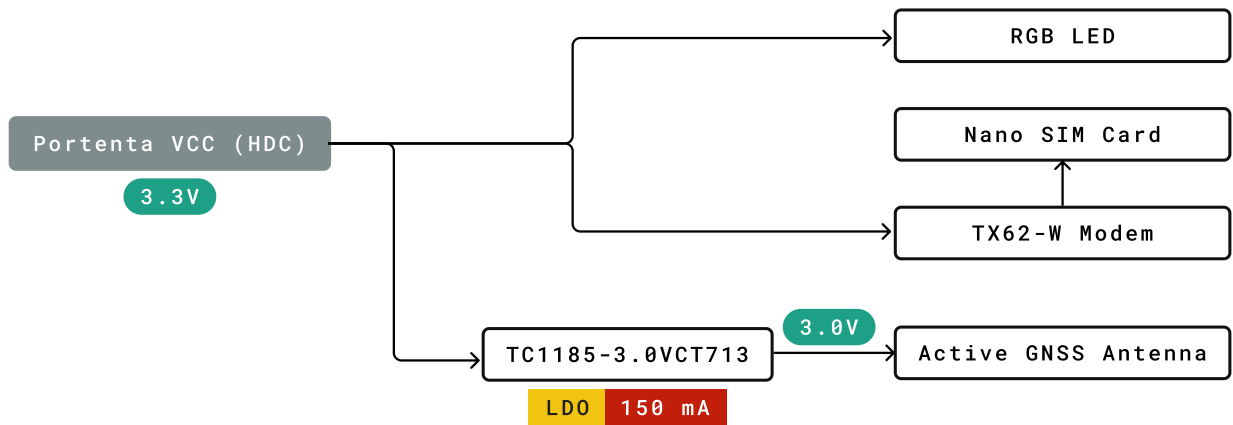 RGB LED
Portenta VCC (HDC)
3.3V
Nano SIM Card
TX62-W Modem
TC1185-3.0VCT713
3.0V
Active GNSS Antenna
LDO 150 mA